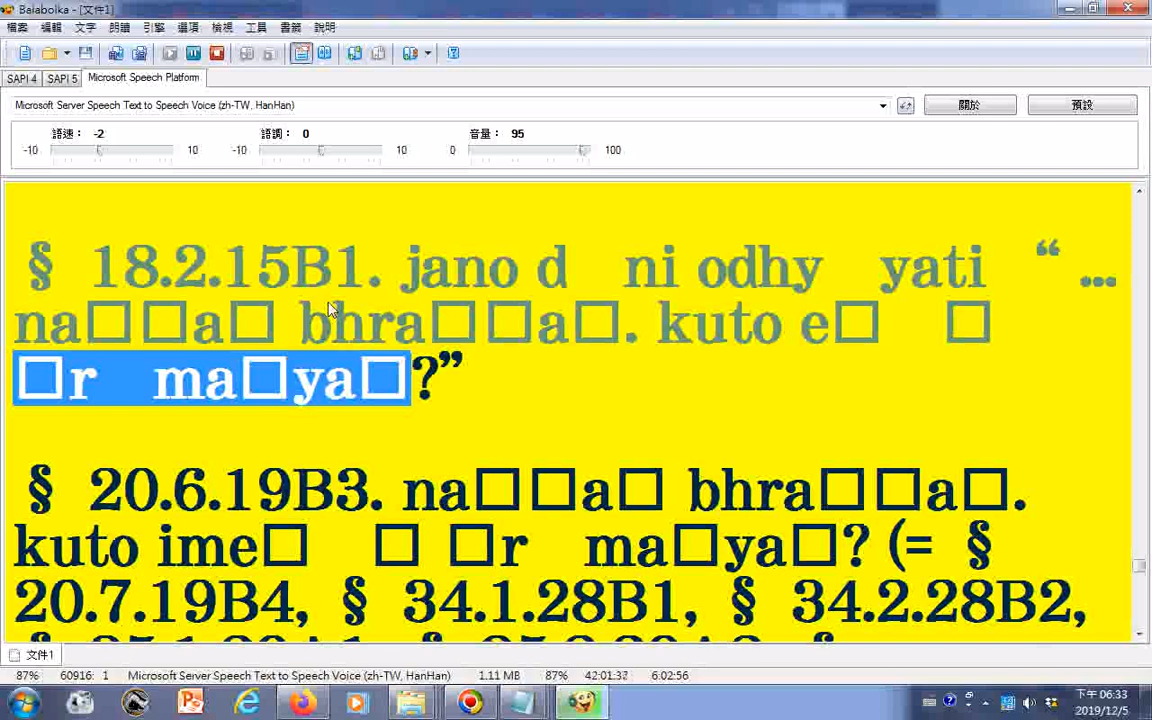 Balabolka - [文件1]
檔案 編輯 文字 朗讀 引擎 選項 檢視 工具 書籤 說明
SAPI 4 SAPI 5 Microsoft Speech Platform
Microsoft Server Speech Text to Speech Voice (zh-TW, HanHan) 關於 預設
語速： -2 語調： 0 音量： 95
-10 10 -10 10 0 100
§ 18.2.15B1. jano d ni odhy yati “ ...
na□□a□ bhra□□a□. kuto e□ □
□r ma□ya□?”
§ 20.6.19B3. na□□a□ bhra□□a□.
kuto ime□ □ □r ma□ya□? (= §
20.7.19B4, § 34.1.28B1, § 34.2.28B2,
文件1
87% 60916: 1 Microsoft Server Speech Text to Speech Voice (zh-TW, HanHan) 1.11 MB 87% 42:01:37 6:02:56
下午 06:33
2019/12/5